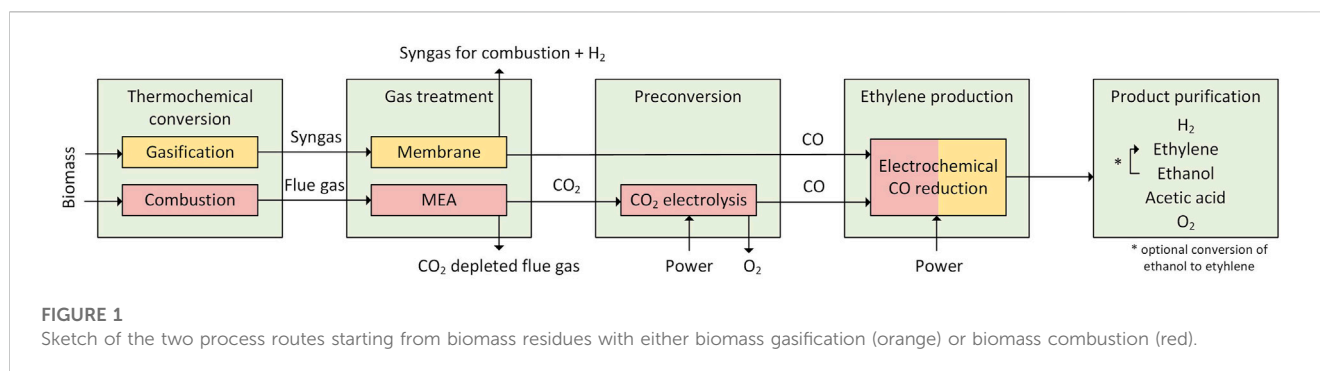 Syngas for combustion + H₂
Thermochemical
conversion
Gas treatment
Preconversion
Ethylene production
Product purification
Biomass
Gasification
Syngas
Membrane
CO
Combustion
Flue gas
MEA
CO₂
CO₂ electrolysis
CO
Electrochemical
CO reduction
H₂
Ethylene
*
Ethanol
Acetic acid
O₂
CO₂ depleted flue gas
Power
O₂
Power
* optional conversion of
ethanol to etyhlene
FIGURE 1
Sketch of the two process routes starting from biomass residues with either biomass gasification (orange) or biomass combustion (red).